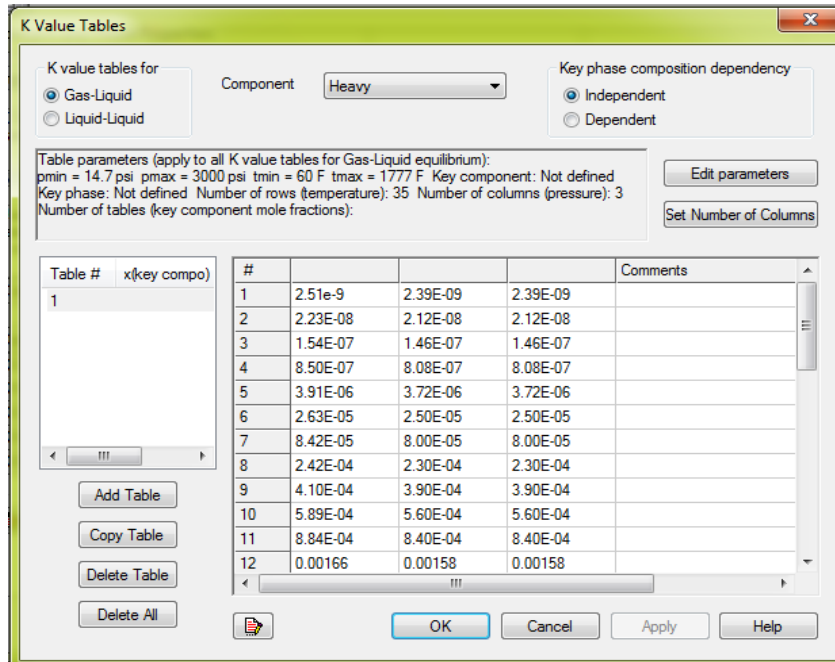 K Value Tables
K value tables for
Gas-Liquid
Liquid-Liquid
Component
Heavy
Key phase composition dependency
Independent
Dependent
Table parameters (apply to all K value tables for Gas-Liquid equilibrium):
pmin = 14.7 psi pmax = 3000 psi tmin = 60 F tmax = 1777 F Key component: Not defined
Key phase: Not defined Number of rows (temperature): 35 Number of columns (pressure): 3
Number of tables (key component mole fractions):
Edit parameters
Set Number of Columns
Table # x(key compo)
1
# Comments
1 2.51e-9 2.39E-09 2.39E-09
2 2.23E-08 2.12E-08 2.12E-08
3 1.54E-07 1.46E-07 1.46E-07
4 8.50E-07 8.08E-07 8.08E-07
5 3.91E-06 3.72E-06 3.72E-06
6 2.63E-05 2.50E-05 2.50E-05
7 8.42E-05 8.00E-05 8.00E-05
8 2.42E-04 2.30E-04 2.30E-04
9 4.10E-04 3.90E-04 3.90E-04
10 5.89E-04 5.60E-04 5.60E-04
11 8.84E-04 8.40E-04 8.40E-04
12 0.00166 0.00158 0.00158
Add Table
Copy Table
Delete Table
Delete All
OK
Cancel
Apply
Help